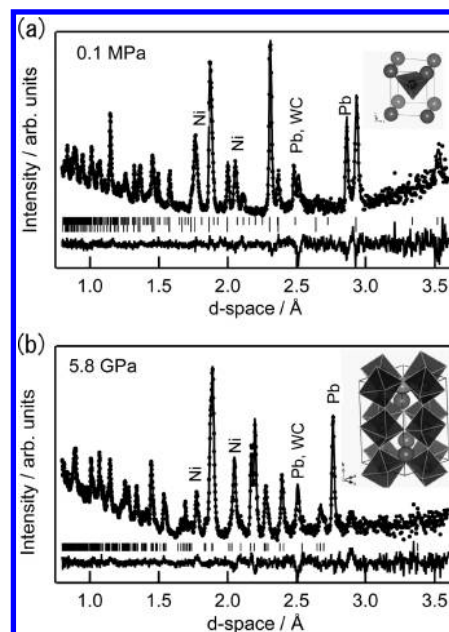 (a)
0.1 MPa
Intensity / arb. units
Ni
Ni
Pb, WC
Pb
1.0 1.5 2.0 2.5 3.0 3.5
d-space / Å
(b)
5.8 GPa
Intensity / arb. units
Ni
Ni
Pb, WC
Pb
1.0 1.5 2.0 2.5 3.0 3.5
d-space / Å